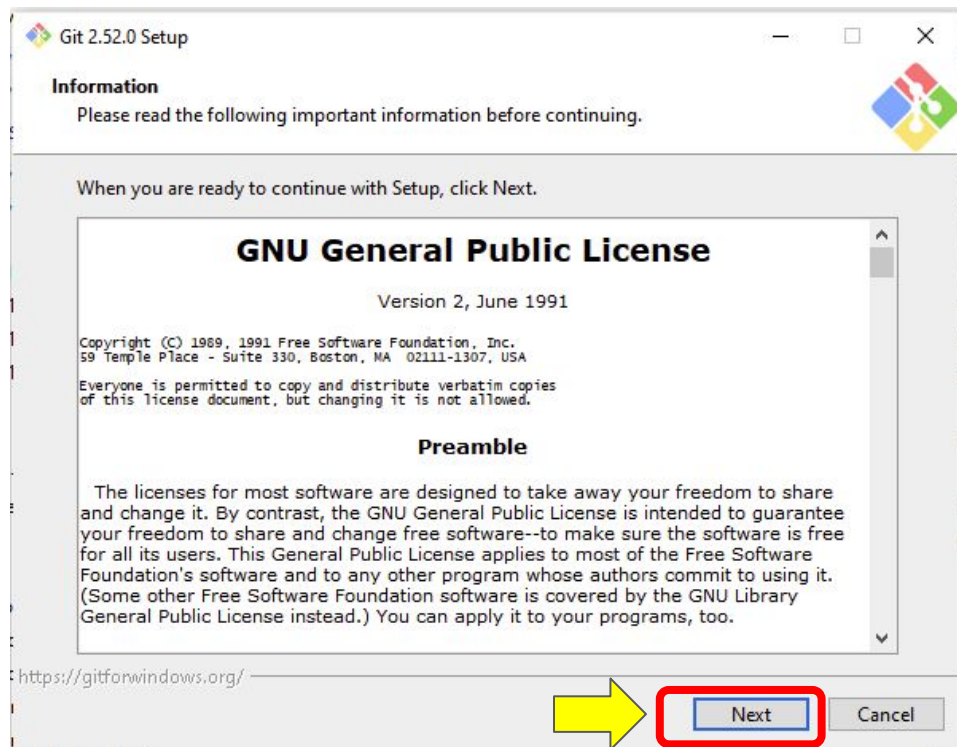 Git 2.52.0 Setup
Information
Please read the following important information before continuing.
When you are ready to continue with Setup, click Next.
GNU General Public License
Version 2, June 1991
Copyright (C) 1989, 1991 Free Software Foundation, Inc.
59 Temple Place - Suite 330, Boston, MA 02111-1307, USA
Everyone is permitted to copy and distribute verbatim copies
of this license document, but changing it is not allowed.
Preamble
The licenses for most software are designed to take away your freedom to share
and change it. By contrast, the GNU General Public License is intended to guarantee
your freedom to share and change free software--to make sure the software is free
for all its users. This General Public License applies to most of the Free Software
Foundation's software and to any other program whose authors commit to using it.
(Some other Free Software Foundation software is covered by the GNU Library
General Public License instead.) You can apply it to your programs, too.
https://gitforwindows.org/
Next
Cancel